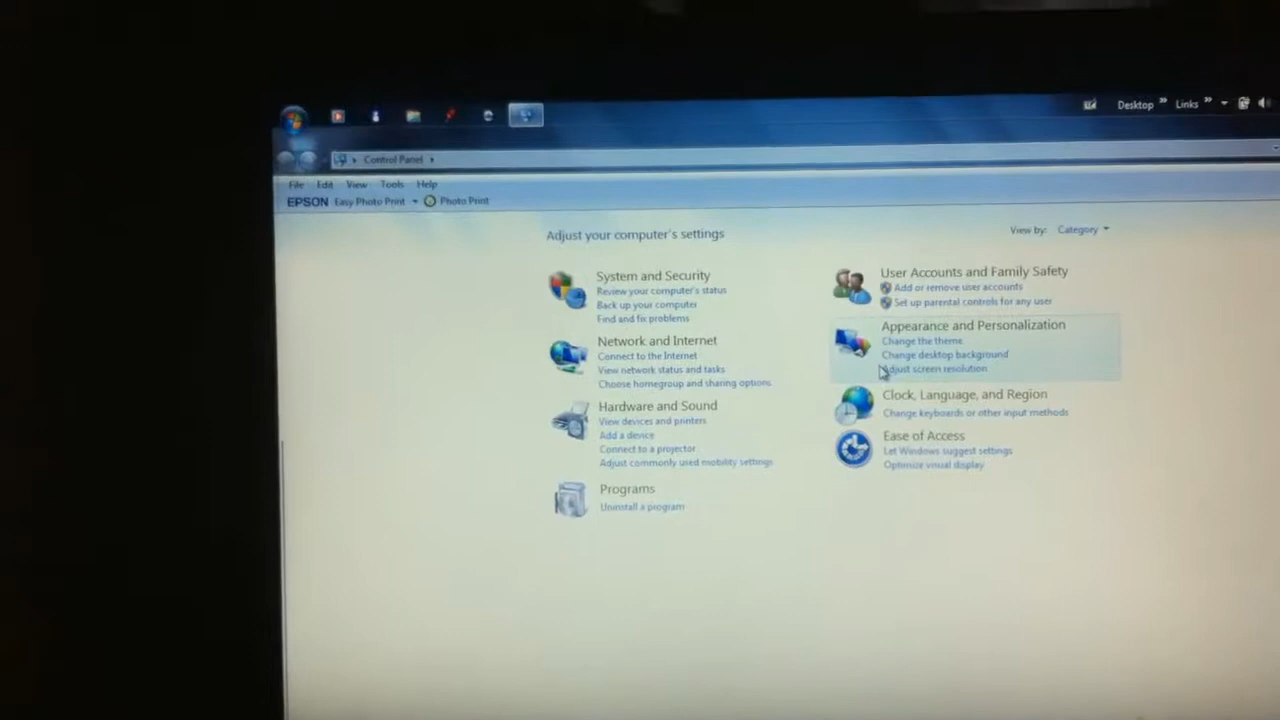 Desktop » Links »
Control Panel
File Edit View Tools Help
EPSON Easy Photo Print Photo Print
Adjust your computer's settings
View by: Category
System and Security
Review your computer's status
Back up your computer
Find and fix problems
Network and Internet
Connect to the Internet
View network status and tasks
Choose homegroup and sharing options
Hardware and Sound
View devices and printers
Add a device
Connect to a projector
Adjust commonly used mobility settings
Programs
Uninstall a program
User Accounts and Family Safety
Add or remove user accounts
Set up parental controls for any user
Appearance and Personalization
Change the theme
Change desktop background
Adjust screen resolution
Clock, Language, and Region
Change keyboards or other input methods
Ease of Access
Let Windows suggest settings
Optimize visual display